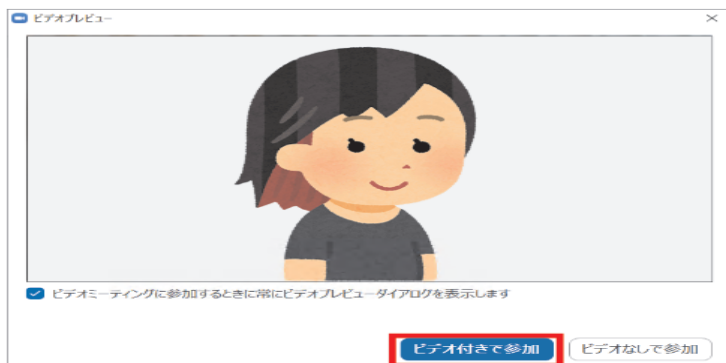 ビデオプレビュー
ビデオミーティングに参加するときに常にビデオプレビューダイアログを表示します
ビデオ付きで参加
ビデオなしで参加